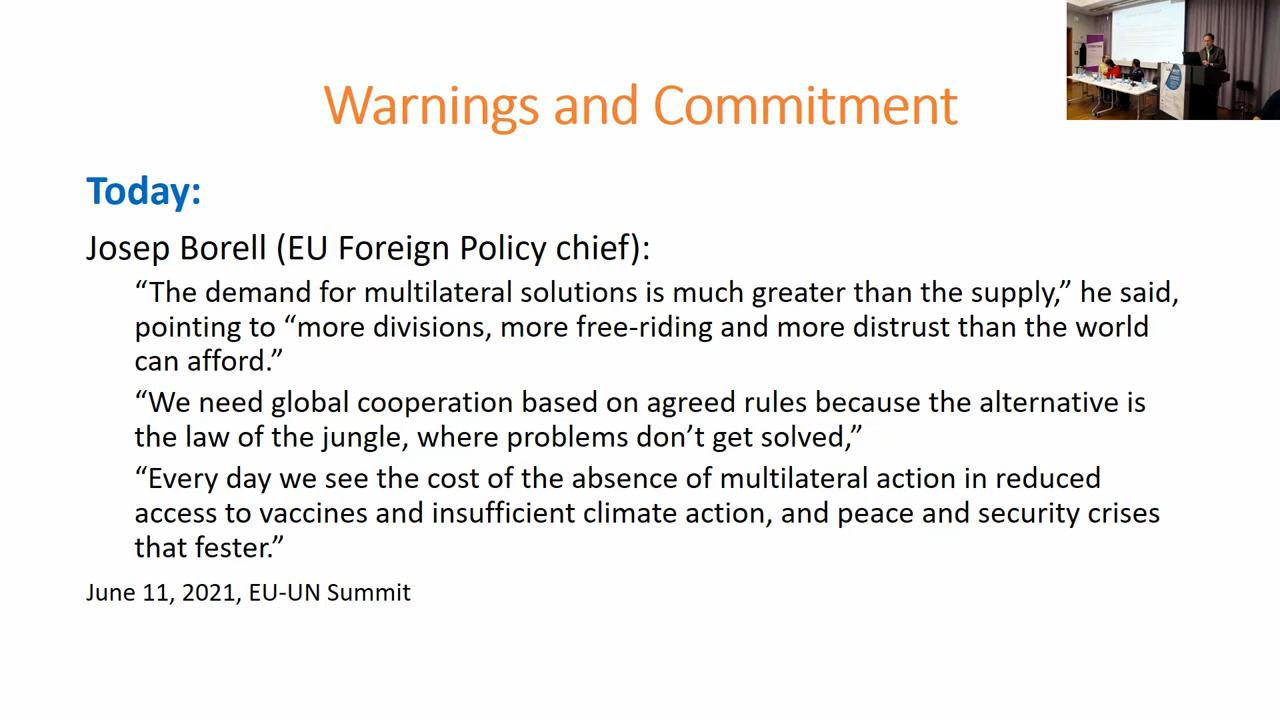 Warnings and Commitment
Today:
Josep Borell (EU Foreign Policy chief):
“The demand for multilateral solutions is much greater than the supply,” he said,
pointing to “more divisions, more free-riding and more distrust than the world
can afford.”
“We need global cooperation based on agreed rules because the alternative is
the law of the jungle, where problems don’t get solved,”
“Every day we see the cost of the absence of multilateral action in reduced
access to vaccines and insufficient climate action, and peace and security crises
that fester.”
June 11, 2021, EU-UN Summit